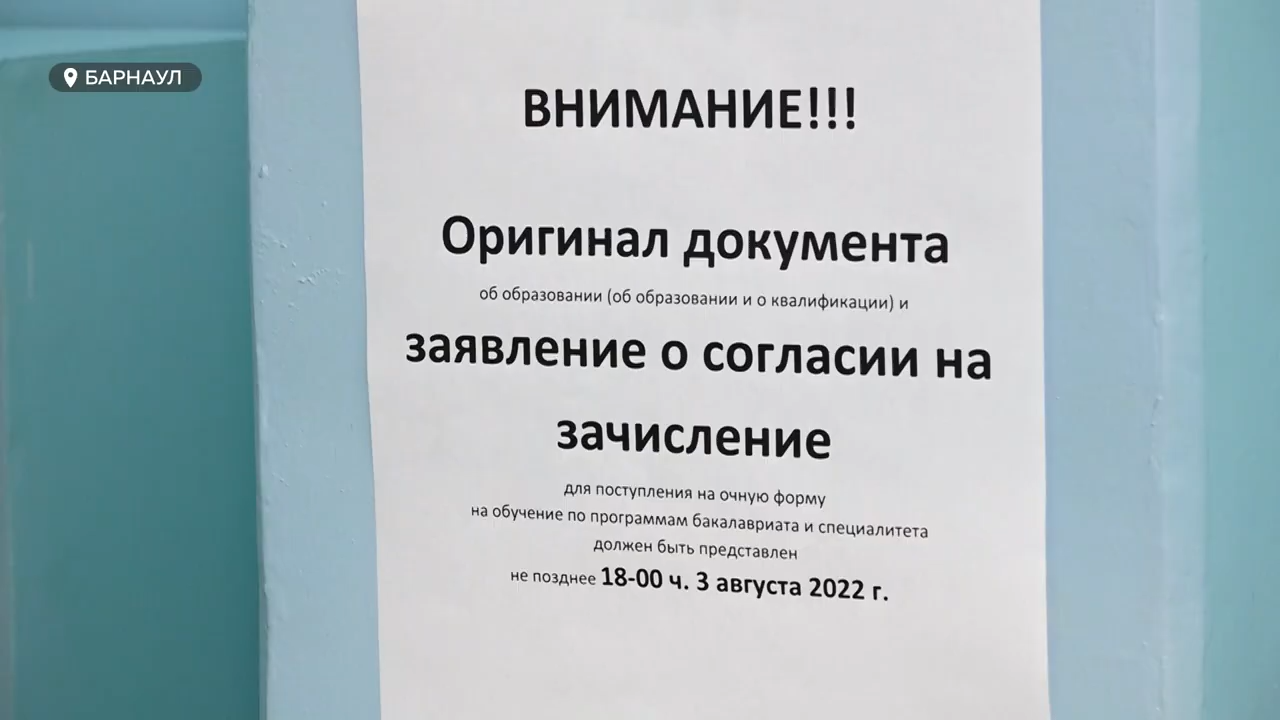 БАРНАУЛ
ВНИМАНИЕ!!!
Оригинал документа
об образовании (об образовании и о квалификации) и
заявление о согласии на
зачисление
для поступления на очную форму
на обучение по программам бакалавриата и специалитета
должен быть представлен
не позднее 18-00 ч. 3 августа 2022 г.